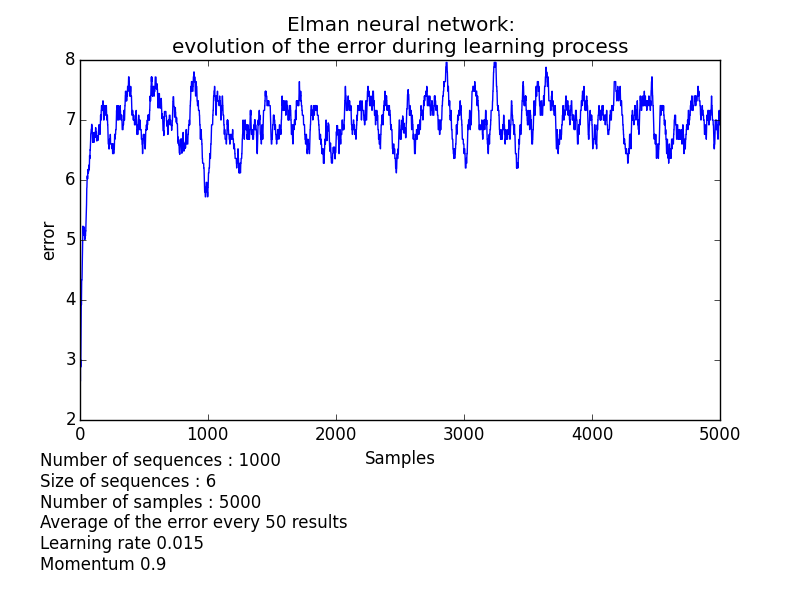 Elman neural network:
evolution of the error during learning process
8
7
6
5
4
3
2
error
0 1000 2000 3000 4000 5000
Samples
Number of sequences : 1000
Size of sequences : 6
Number of samples : 5000
Average of the error every 50 results
Learning rate 0.015
Momentum 0.9